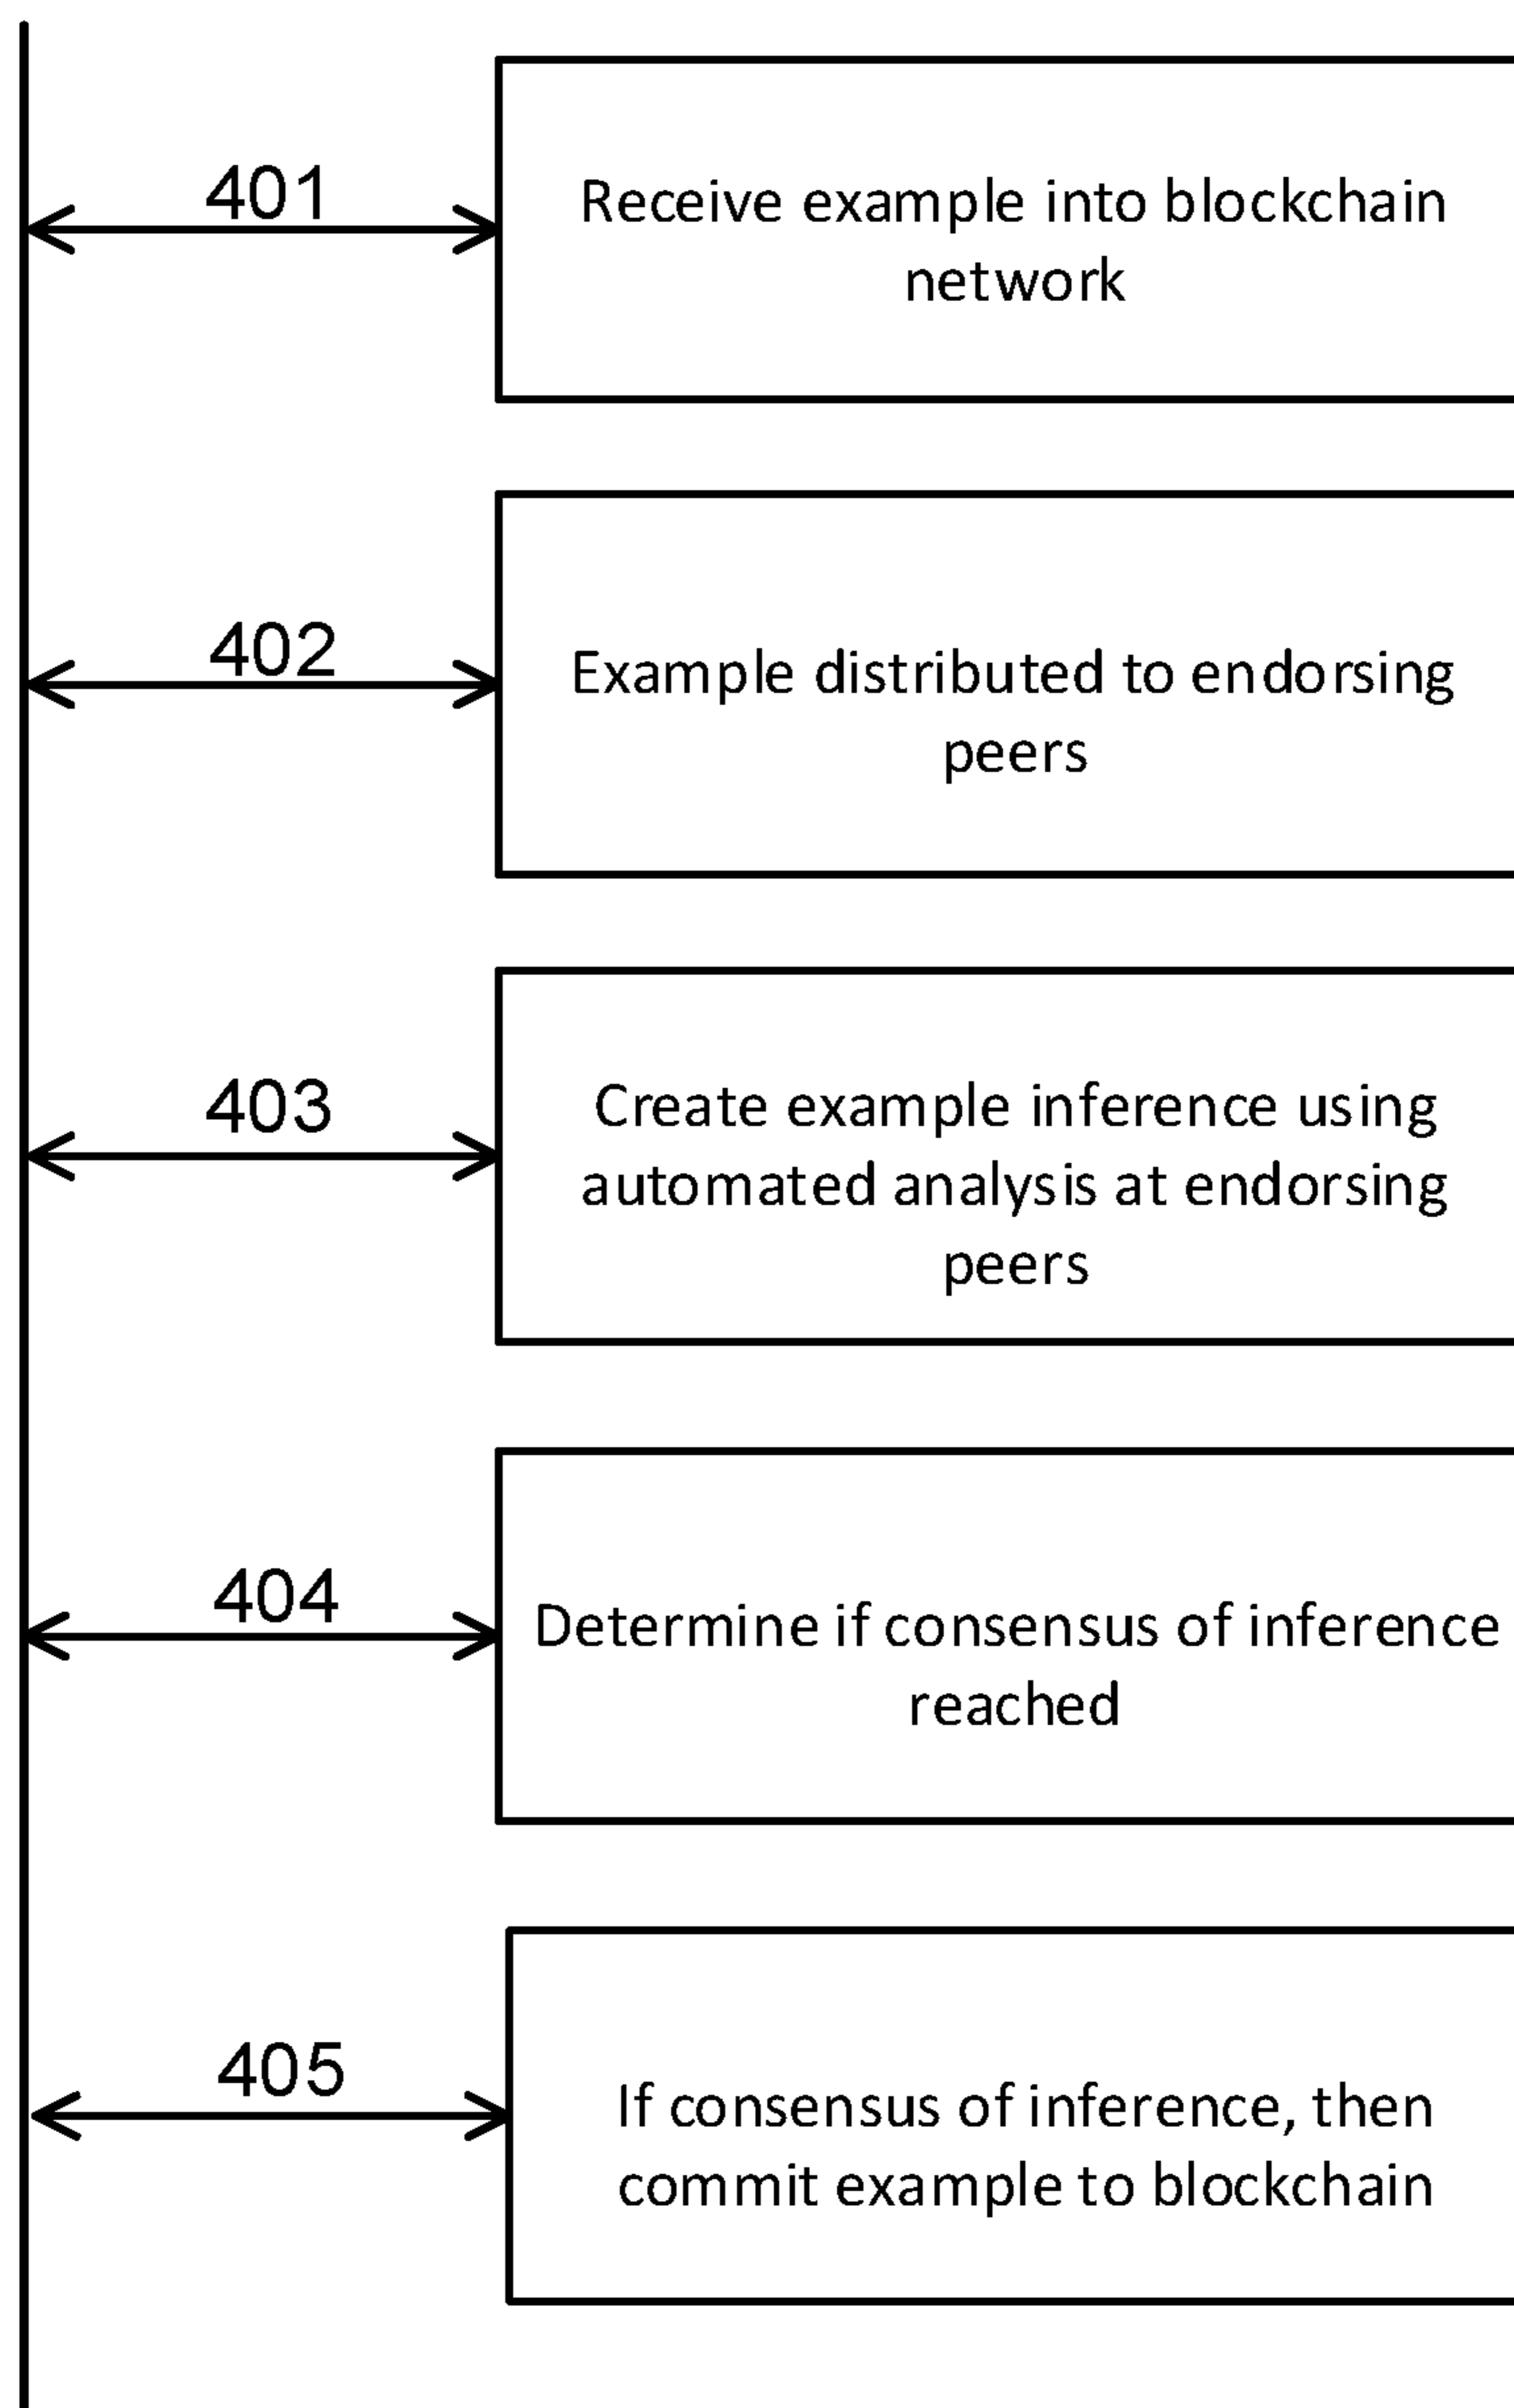 401
Receive example into blockchain
network
402
Example distributed to endorsing
peers
403
Create example inference using
automated analysis at endorsing
peers
404
Determine if consensus of inference
reached
405
If consensus of inference, then
commit example to blockchain